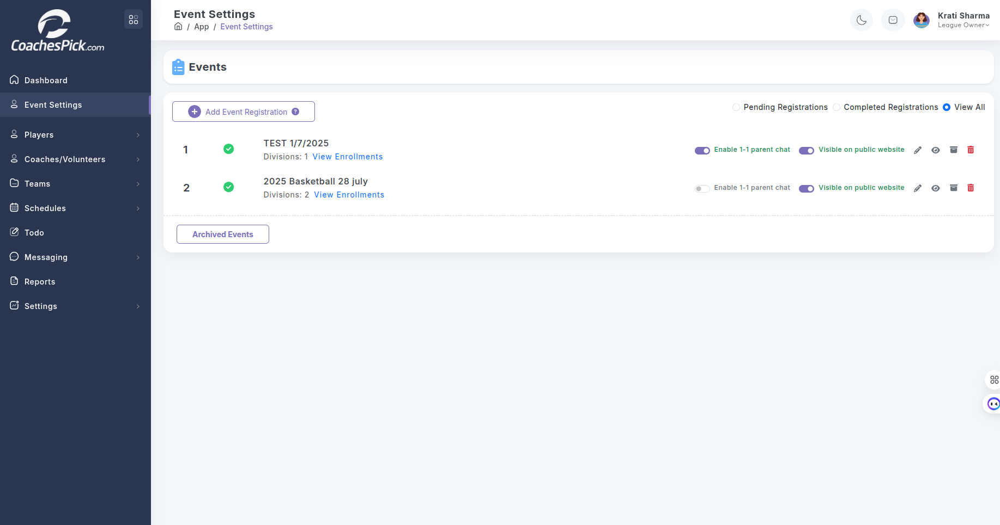 CoachesPick.com
Dashboard
Event Settings
Players
Coaches/Volunteers
Teams
Schedules
Todo
Messaging
Reports
Settings
Event Settings
/ App / Event Settings
Krati Sharma
League Owner
Events
Add Event Registration ?
Pending Registrations Completed Registrations View All
1 TEST 1/7/2025
Divisions: 1 View Enrollments
Enable 1-1 parent chat Visible on public website
2 2025 Basketball 28 july
Divisions: 2 View Enrollments
Enable 1-1 parent chat Visible on public website
Archived Events